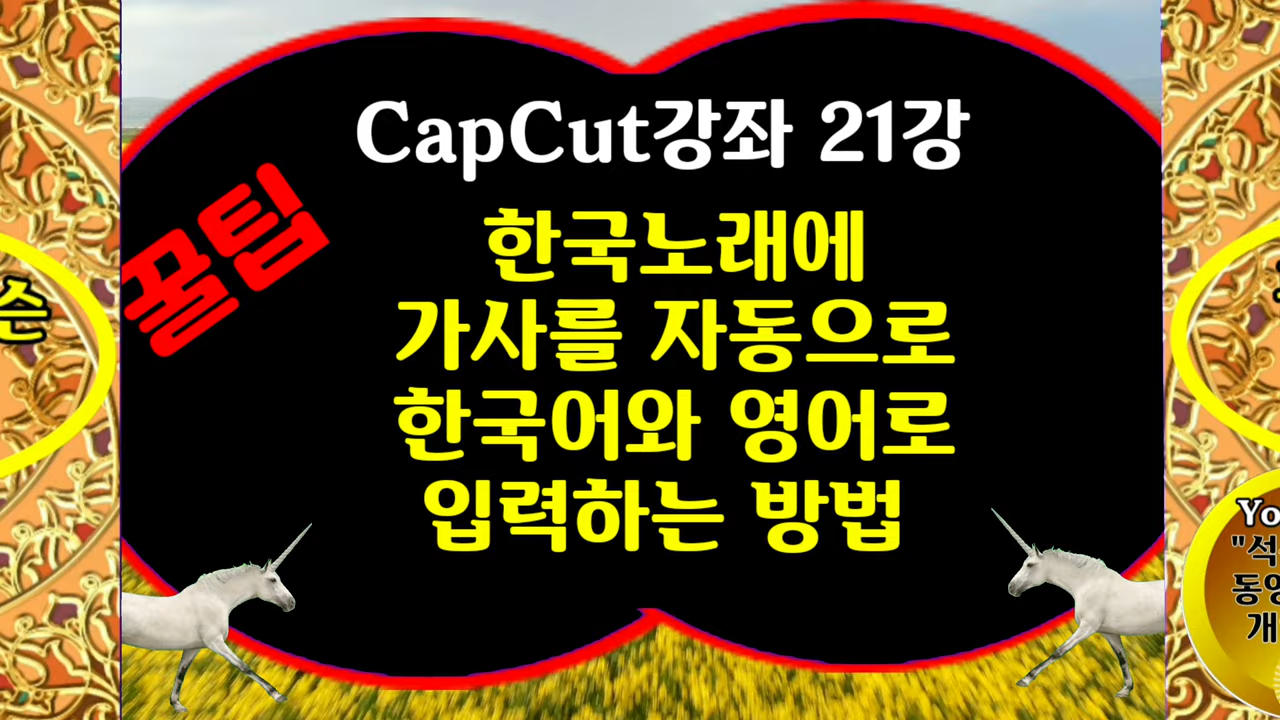 CapCut강좌 21강
꿀팁
한국노래에
가사를 자동으로
한국어와 영어로
입력하는 방법
슨